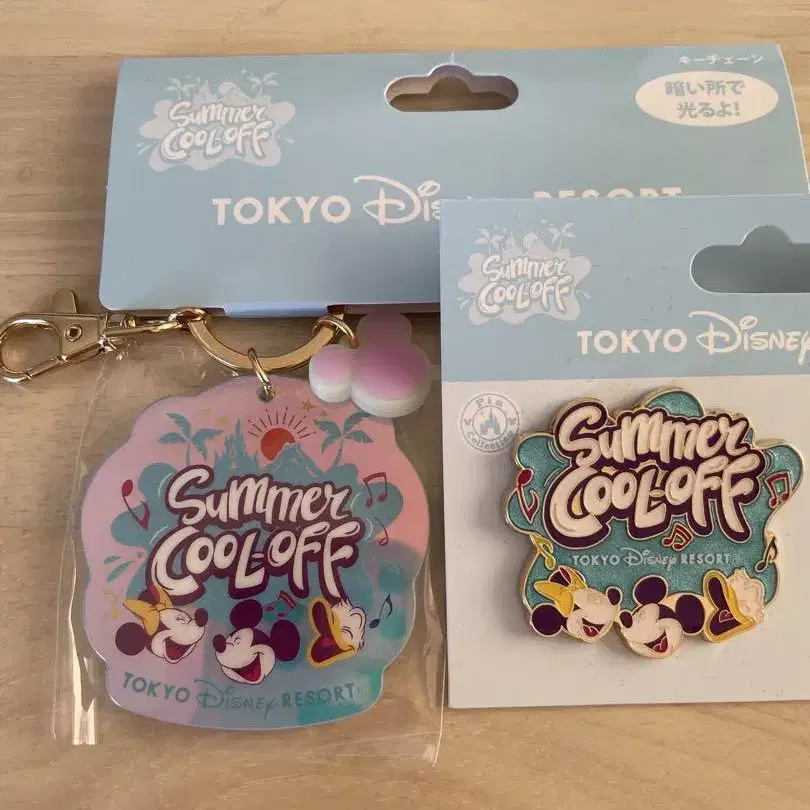 キーチェーン
暗い所で
光るよ!
Summer
COOL-OFF
TOKYO Disney RESORT
Summer
COOL-OFF
TOKYO Disney
Pin
Collection
Summer
COOL-OFF
TOKYO Disney RESORT
Summer
COOL-OFF
TOKYO Disney RESORT